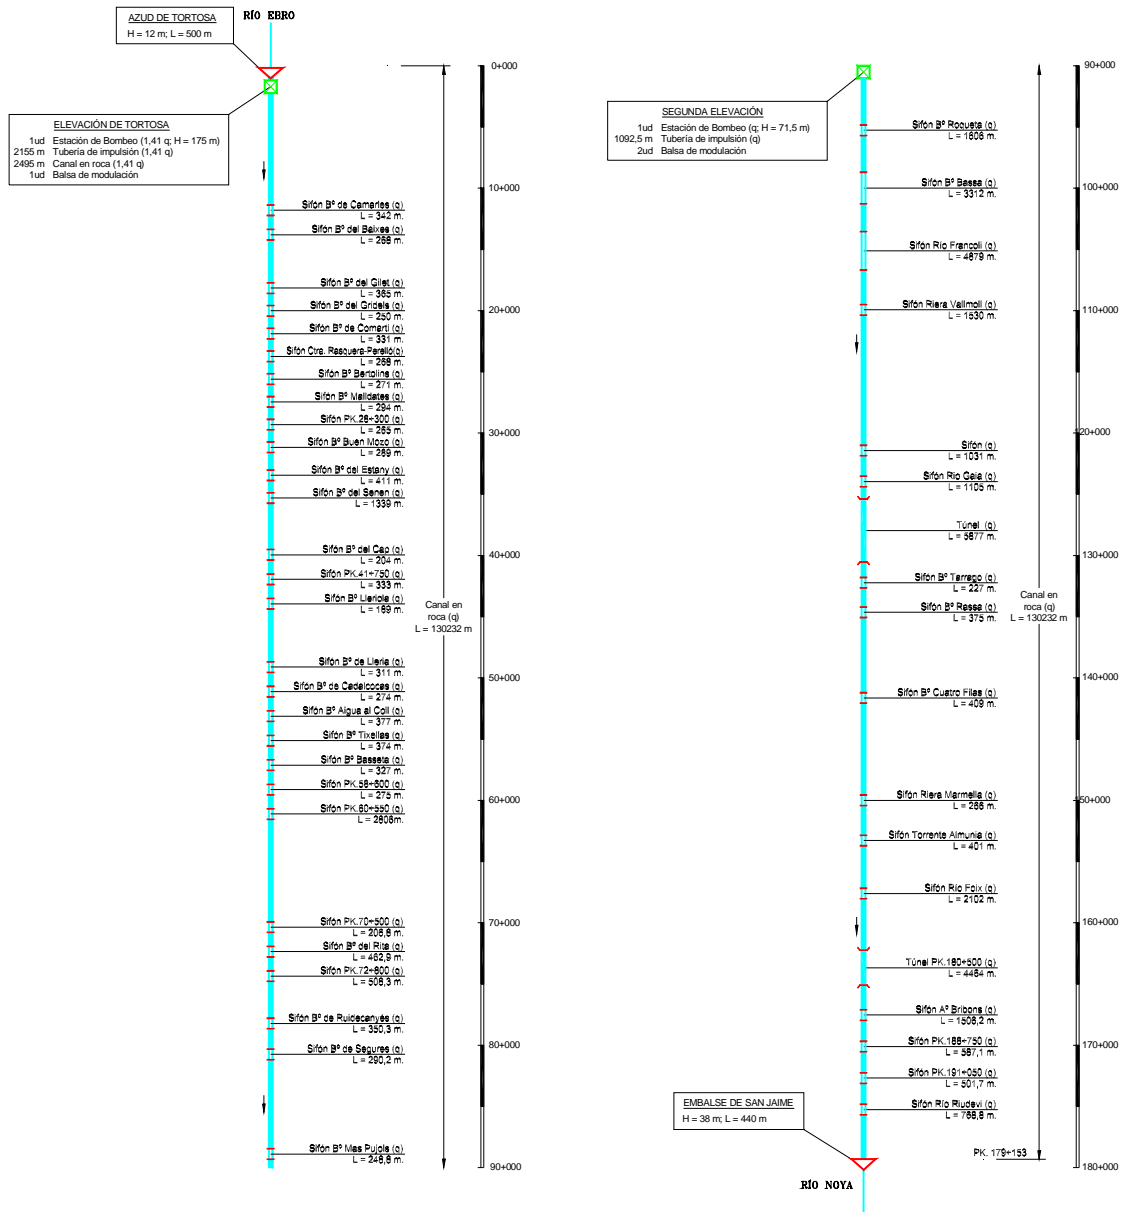 AZUD DE TORTOSA
H = 12 m; L = 500 m
RÍO EBRO
ELEVACIÓN DE TORTOSA
1ud Estación de Bombeo (1,41 q; H = 175 m)
2155 m Tubería de impulsión (1,41 q)
2495 m Canal en roca (1,41 q)
1ud Balsa de modulación
Sifón Bº de Camarles (q)
L = 342 m.
Sifón Bº del Baixes (q)
L = 268 m.
Sifón Bº del Gilet (q)
L = 365 m.
Sifón Bº del Gridels (q)
L = 250 m.
Sifón Bº de Comarti (q)
L = 331 m.
Sifón Ctra. Rasquera-Perelló(q)
L = 268 m.
Sifón Bº Bertolins (q)
L = 271 m.
Sifón Bº Malldates (q)
L = 294 m.
Sifón PK.28+300 (q)
L = 265 m.
Sifón Bº Buen Mozo (q)
L = 289 m.
Sifón Bº del Estany (q)
L = 411 m.
Sifón Bº del Senen (q)
L = 1339 m.
Sifón Bº del Cap (q)
L = 204 m.
Sifón PK.41+750 (q)
L = 333 m.
Sifón Bº Lleriola (q)
L = 189 m.
Sifón Bº de Lleria (q)
L = 311 m.
Sifón Bº de Cadalcocas (q)
L = 274 m.
Sifón Bº Aigua al Coll (q)
L = 377 m.
Sifón Bº Tixellas (q)
L = 374 m.
Sifón Bº Basseta (q)
L = 327 m.
Sifón PK.58+600 (q)
L = 275 m.
Sifón PK.60+550 (q)
L = 2808m.
Sifón PK.70+500 (q)
L = 208,8 m.
Sifón Bº del Rita (q)
L = 462,9 m.
Sifón PK.72+800 (q)
L = 508,3 m.
Sifón Bº de Ruidecanyes (q)
L = 350,3 m.
Sifón Bº de Segures (q)
L = 290,2 m.
Sifón Bº Mas Pujols (q)
L = 248,8 m.
Canal en
roca (q)
L = 130232 m
0+000
10+000
20+000
30+000
40+000
50+000
60+000
70+000
80+000
90+000
SEGUNDA ELEVACIÓN
1ud Estación de Bombeo (q; H = 71,5 m)
1092,5 m Tubería de impulsión (q)
2ud Balsa de modulación
Sifón Bº Roqueta (q)
L = 1806 m.
Sifón Bº Bassa (q)
L = 3312 m.
Sifón Río Francolí (q)
L = 4879 m.
Sifón Riera Vallmoll (q)
L = 1530 m.
Sifón (q)
L = 1031 m.
Sifón Río Gaia (q)
L = 1105 m.
Túnel (q)
L = 5877 m.
Sifón Bº Tarrago (q)
L = 227 m.
Sifón Bº Rassa (q)
L = 375 m.
Sifón Bº Cuatro Filas (q)
L = 409 m.
Sifón Riera Marmella (q)
L = 266 m.
Sifón Torrente Almunia (q)
L = 401 m.
Sifón Río Foix (q)
L = 2102 m.
Túnel PK.180+500 (q)
L = 4464 m.
Sifón Aº Bribons (q)
L = 1508,2 m.
Sifón PK.188+750 (q)
L = 587,1 m.
Sifón PK.191+050 (q)
L = 501,7 m.
Sifón Río Riudevi (q)
L = 768,8 m.
EMBALSE DE SAN JAIME
H = 38 m; L = 440 m
RÍO NOYA
PK. 179+153
Canal en
roca (q)
L = 130232 m
90+000
100+000
110+000
120+000
130+000
140+000
150+000
160+000
170+000
180+000